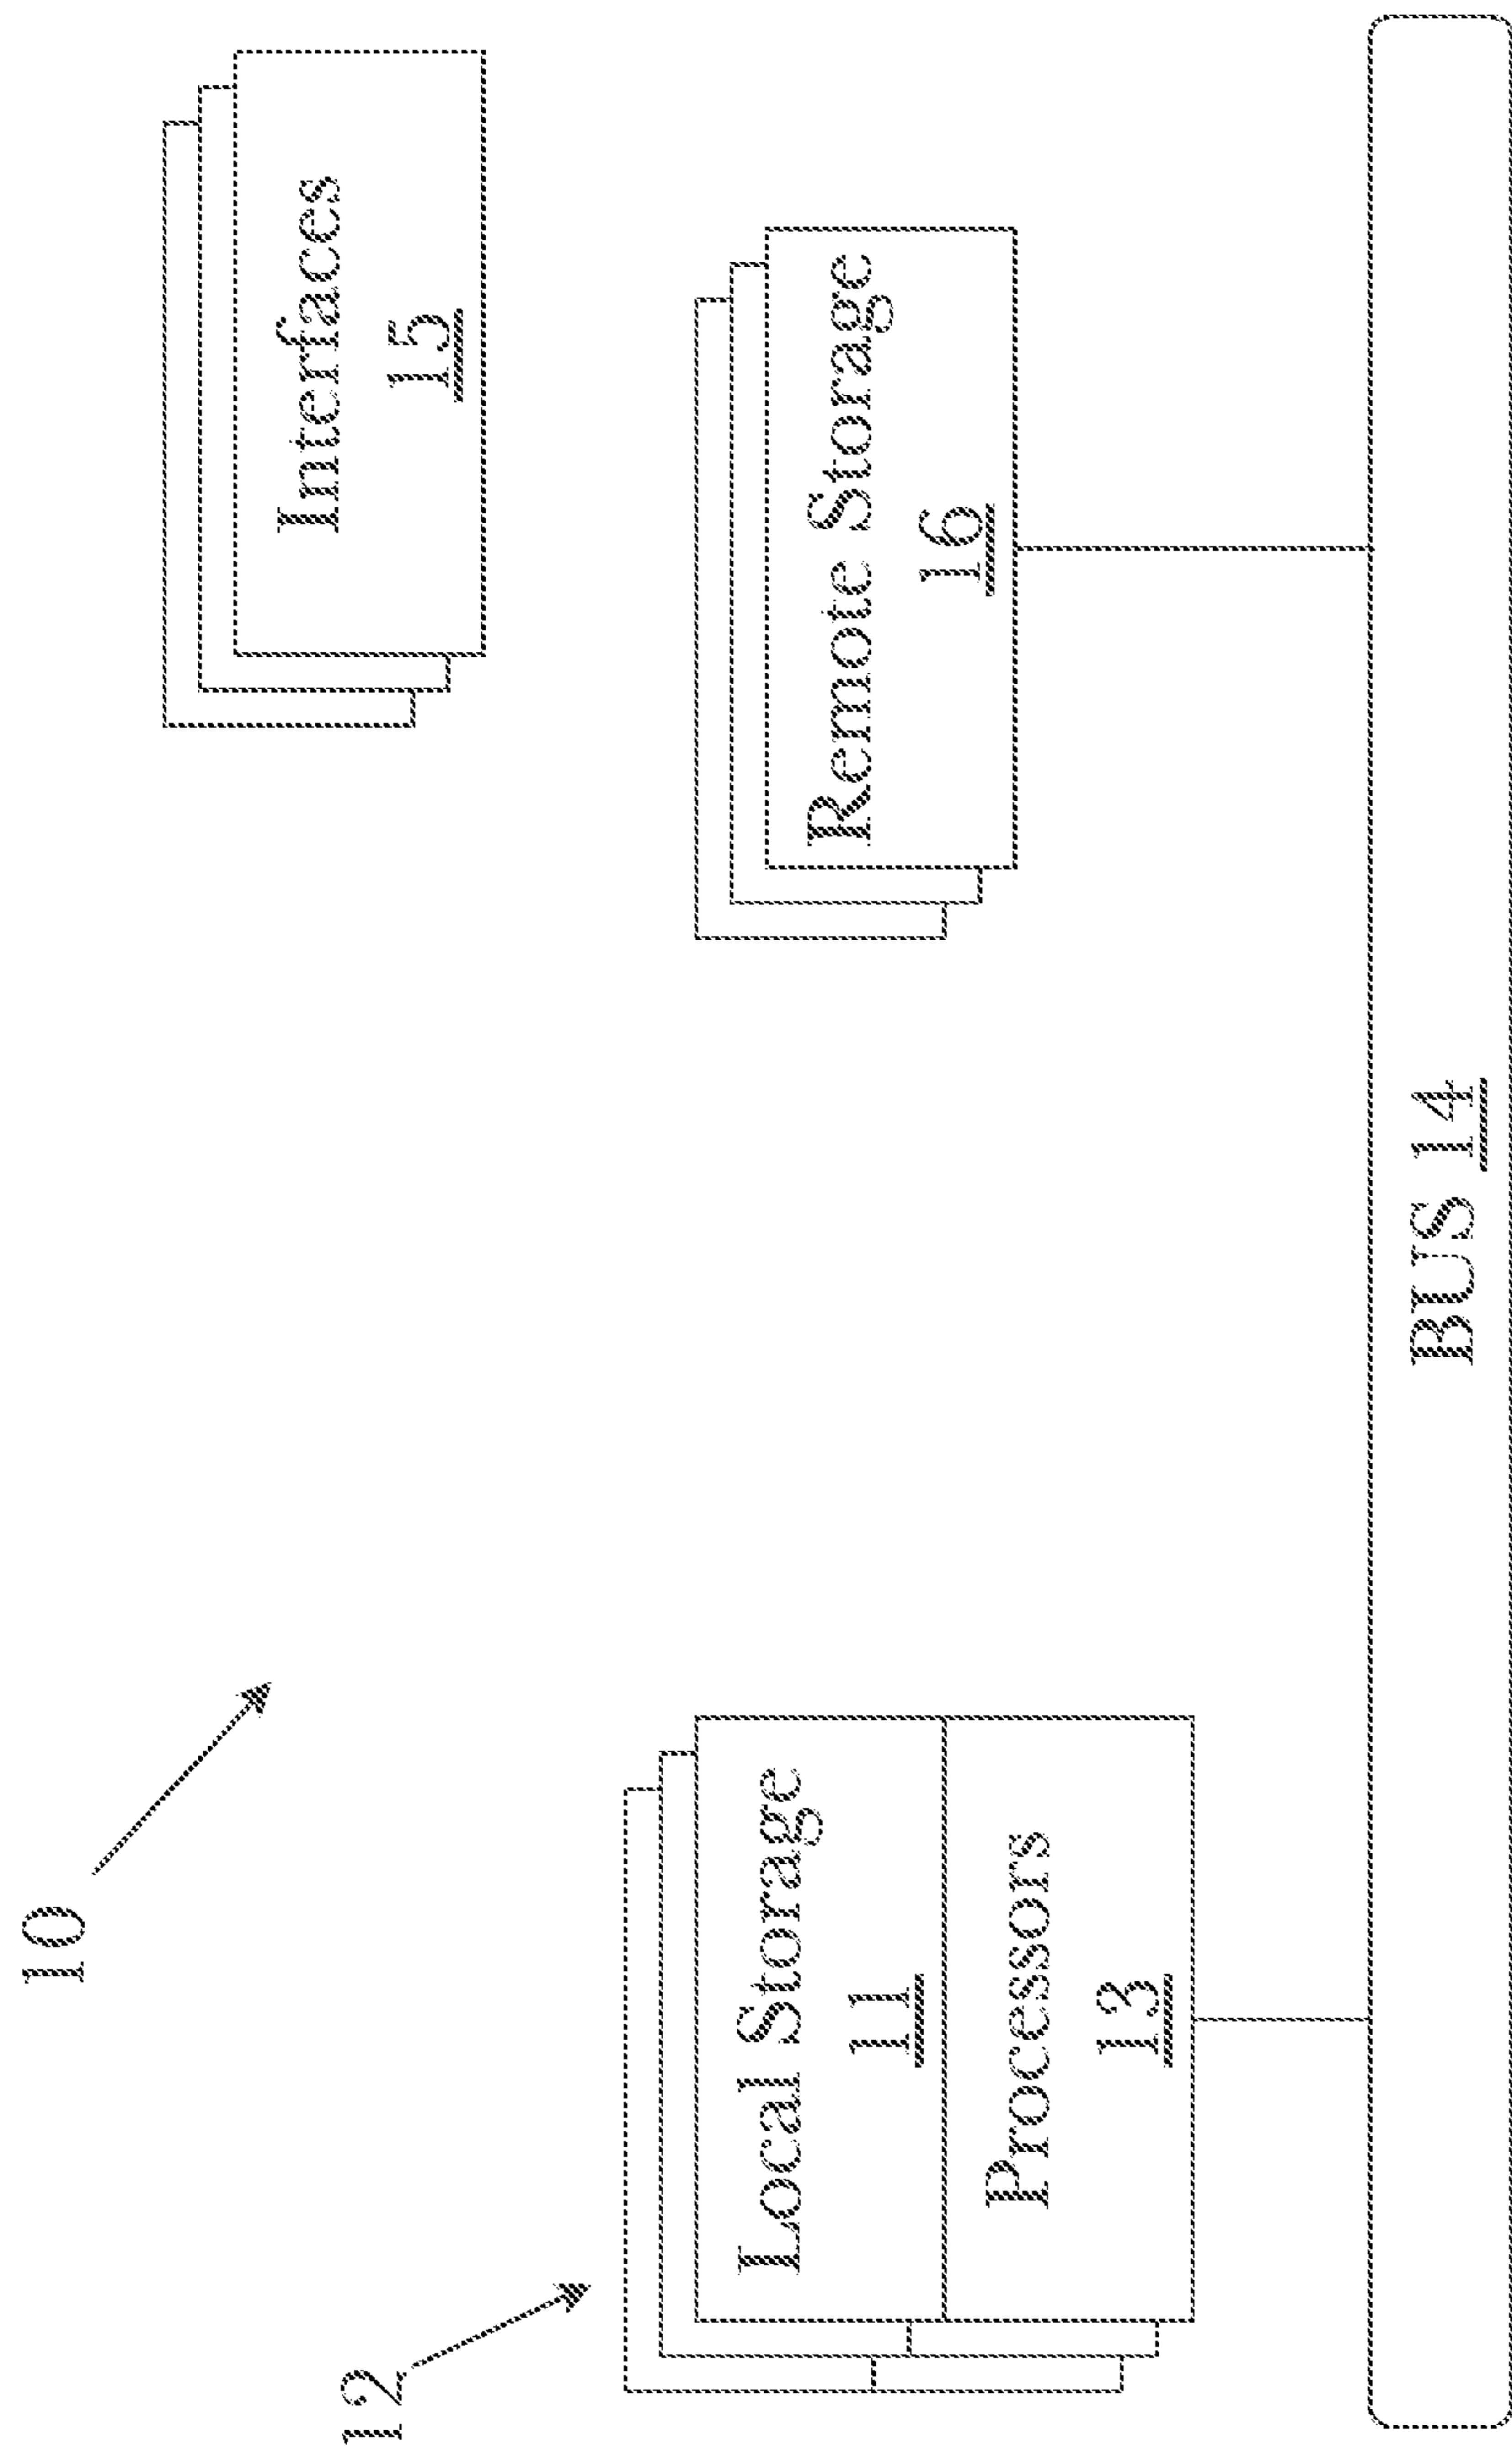 10
12
Interfaces
15
Local Storage
11
Remote Storage
16
Processors
13
BUS 14